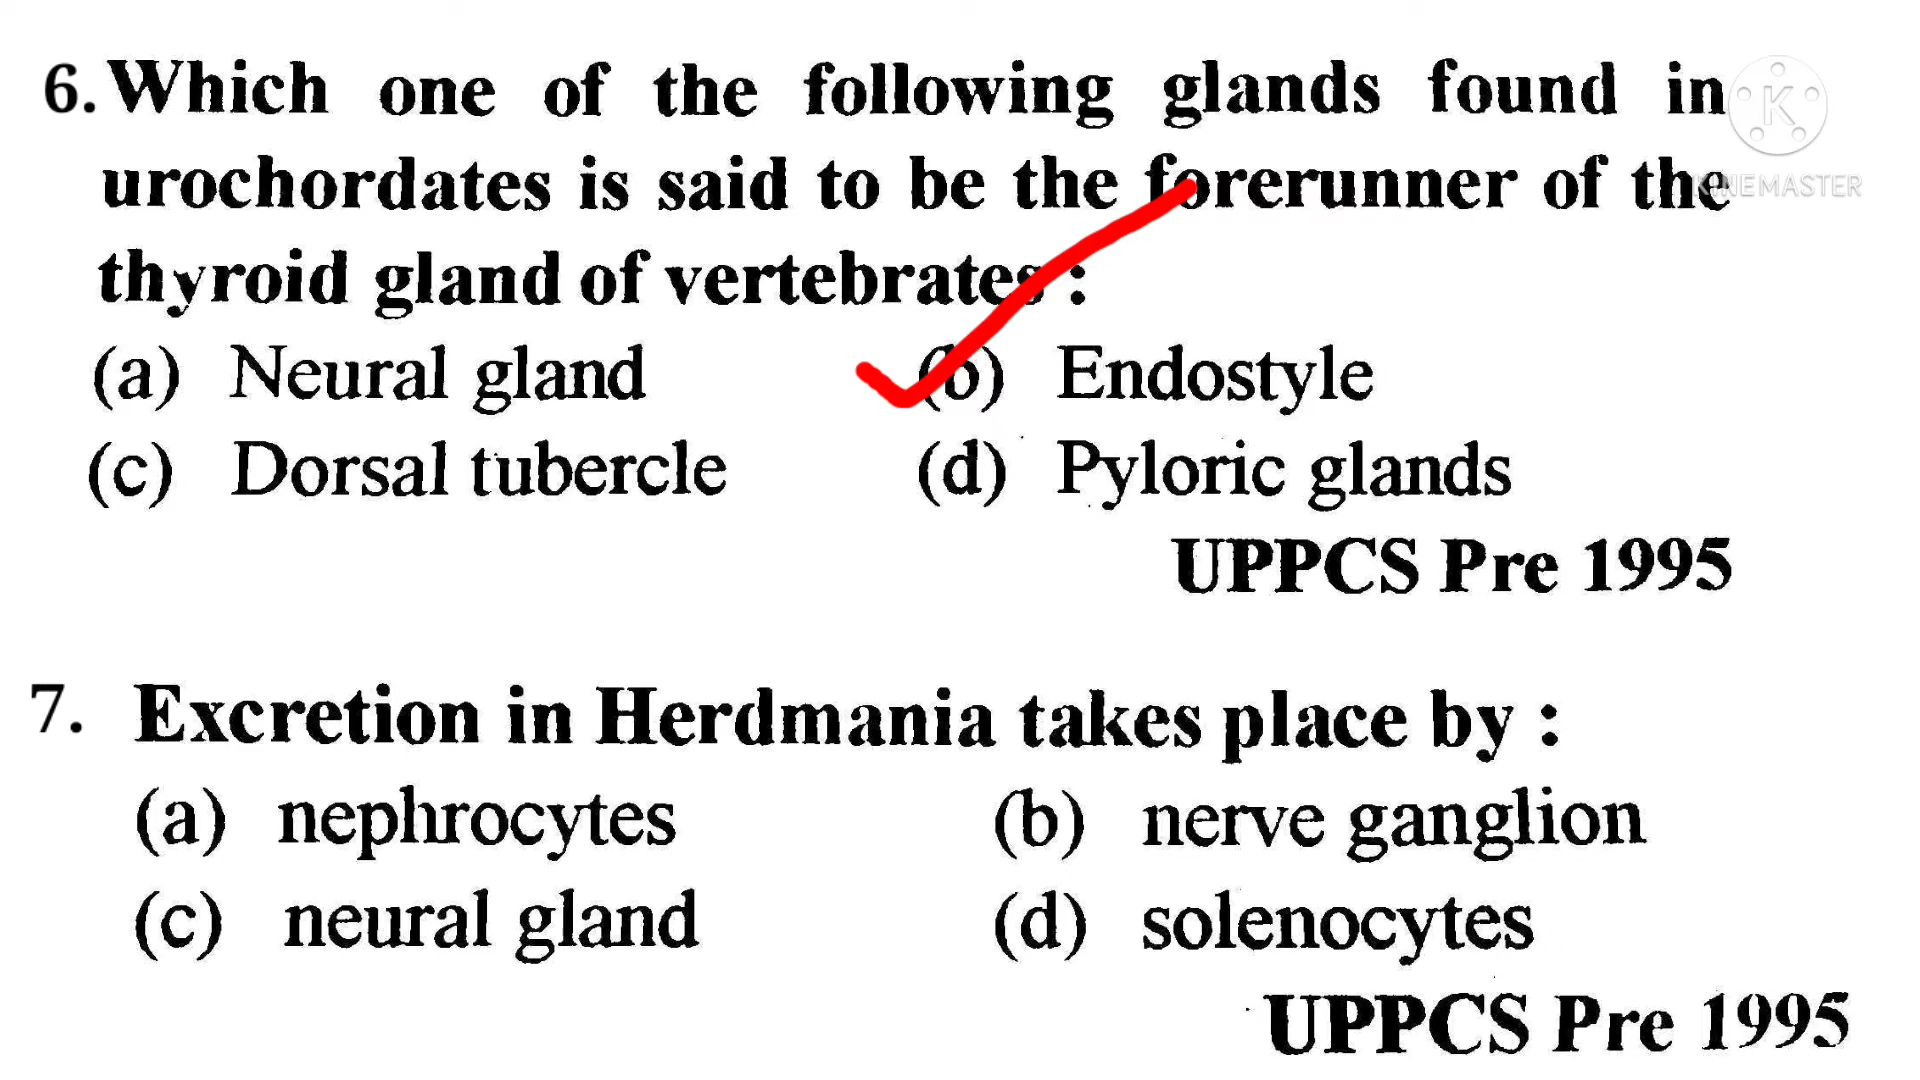 6. Which one of the following glands found in
urochordates is said to be the forerunner of the
thyroid gland of vertebrates :
(a) Neural gland (b) Endostyle
(c) Dorsal tubercle (d) Pyloric glands
UPPCS Pre 1995
7. Excretion in Herdmania takes place by :
(a) nephrocytes (b) nerve ganglion
(c) neural gland (d) solenocytes
UPPCS Pre 1995
K
KINEMASTER